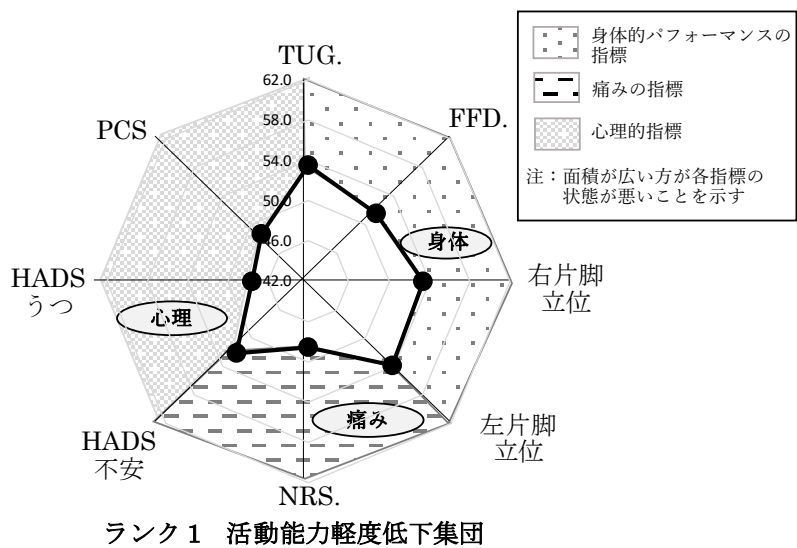 TUG.
62.0
58.0
54.0
50.0
46.0
42.0
PCS
FFD.
HADS
うつ
右片脚
立位
身体
心理
痛み
HADS
不安
左片脚
立位
NRS.
身体的パフォーマンスの
指標
痛みの指標
心理的指標
注：面積が広い方が各指標の
状態が悪いことを示す
ランク１　活動能力軽度低下集団